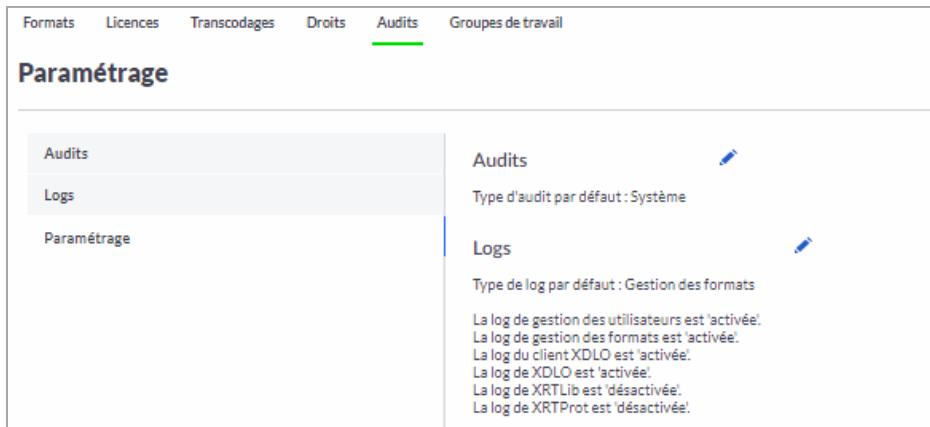 Formats Licences Transcodages Droits Audits Groupes de travail
Paramétrage
Audits
Logs
Paramétrage
Audits
Type d'audit par défaut : Système
Logs
Type de log par défaut : Gestion des formats
La log de gestion des utilisateurs est 'activée'.
La log de gestion des formats est 'activée'.
La log du client XDLO est 'activée'.
La log de XDLO est 'activée'.
La log de XRTLib est 'désactivée'.
La log de XRTProt est 'désactivée'.